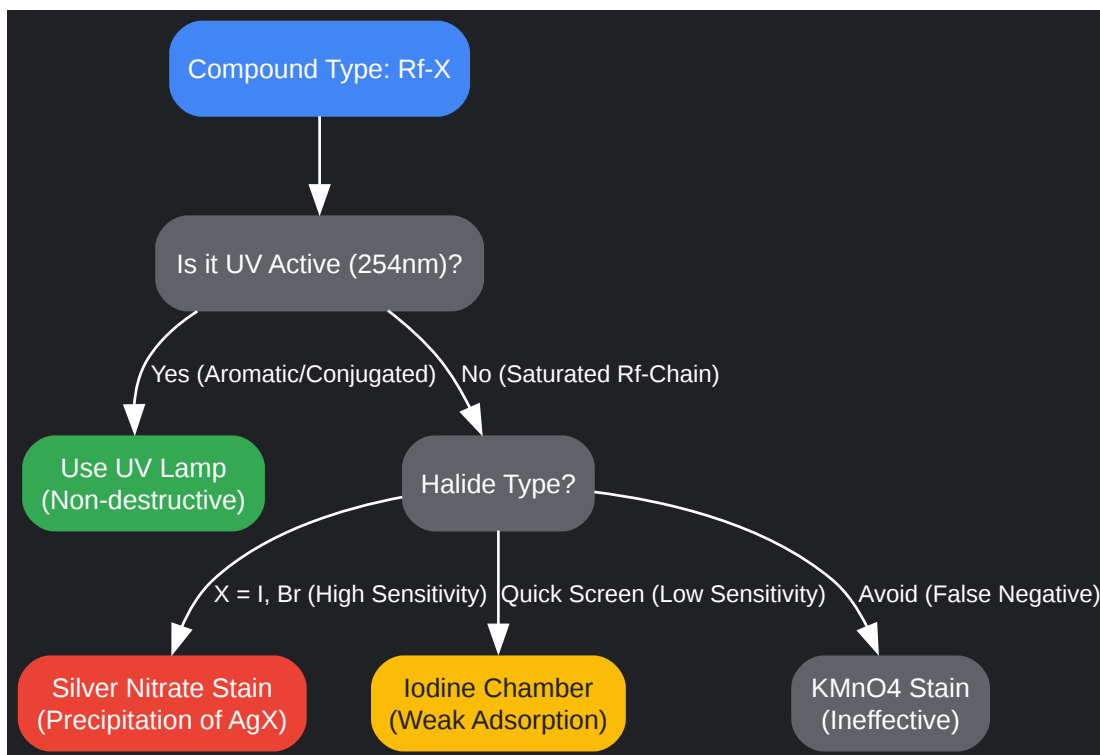 Compound Type: Rf-X
Is it UV Active (254nm)?
Yes (Aromatic/Conjugated)
No (Saturated Rf-Chain)
Use UV Lamp
(Non-destructive)
Halide Type?
X = I, Br (High Sensitivity)
Quick Screen (Low Sensitivity)
Avoid (False Negative)
Silver Nitrate Stain
(Precipitation of AgX)
Iodine Chamber
(Weak Adsorption)
KMnO4 Stain
(Ineffective)